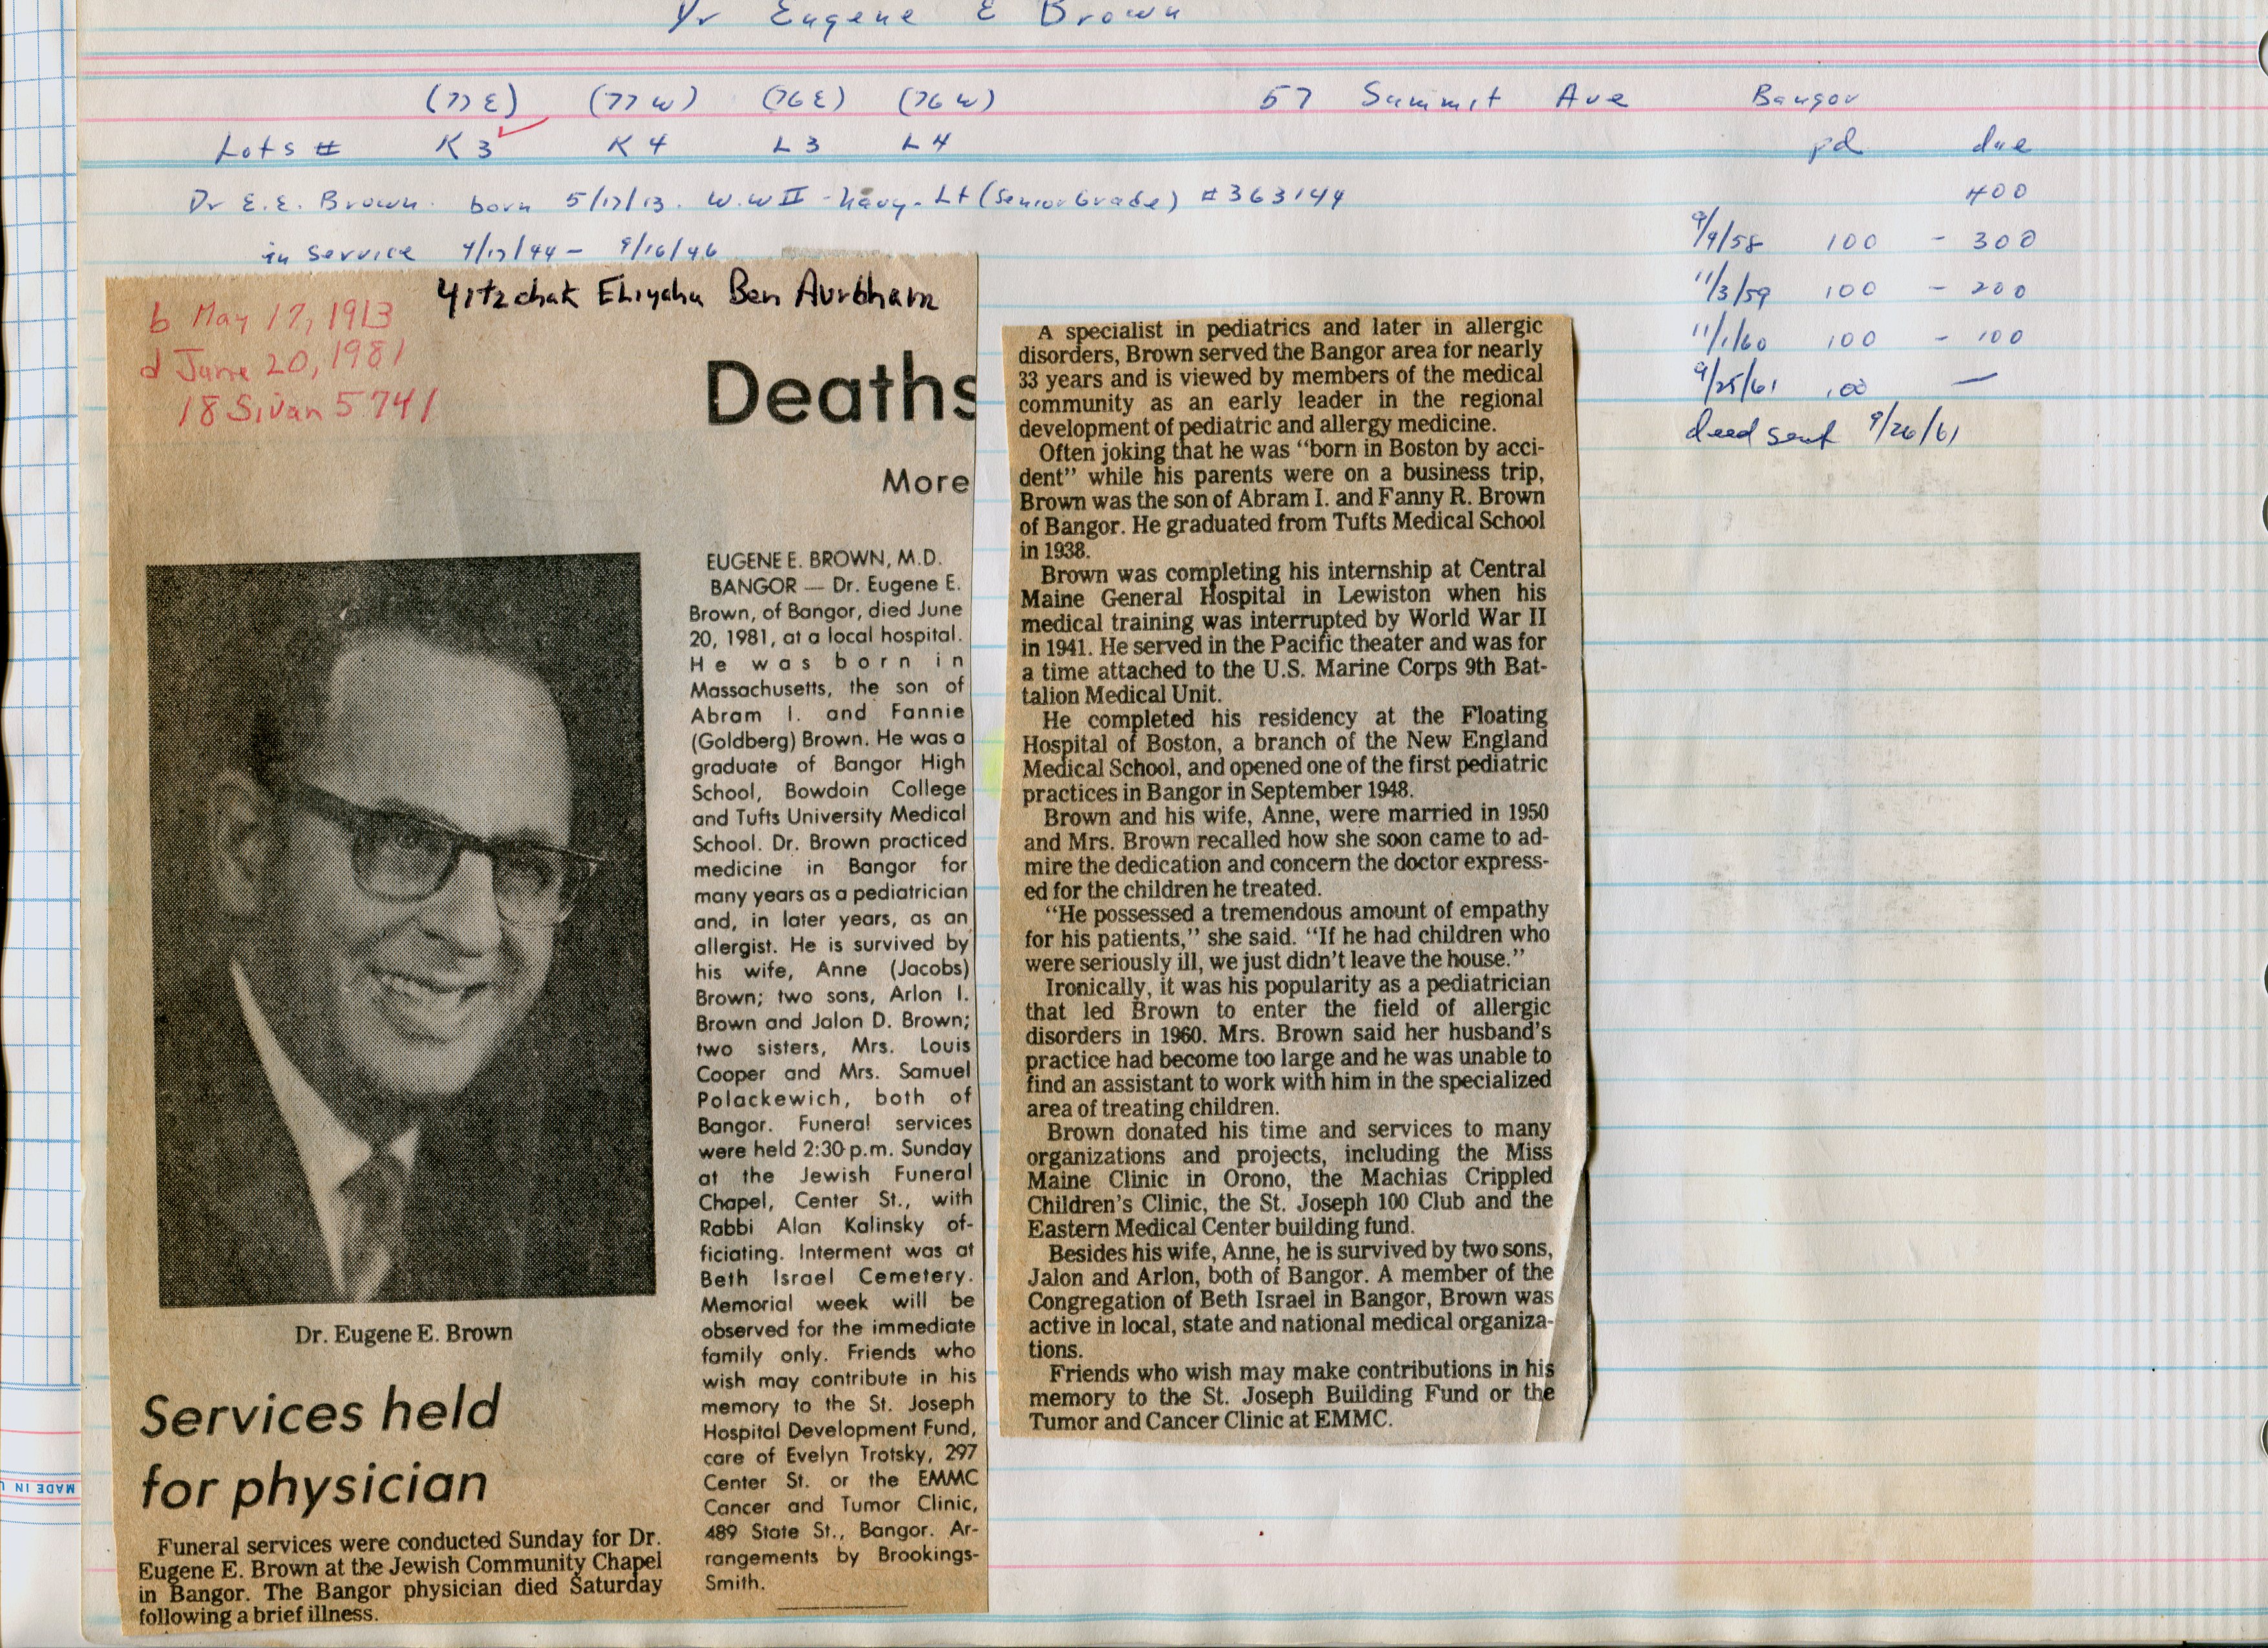 Dr Eugene E Brown
(77 E) (77 W) (76 E) (76 W) 57 Summit Ave Bangor
Lots # K 3 K 4 L 3 L 4 pd due
Dr E.E. Brown. born 5/17/13. W.W II - Navy - Lt (Senior Grade) # 363144
400
in service 4/17/44 - 9/16/46
9/9/58 100 - 300
11/3/59 100 - 200
11/1/60 100 - 100
9/25/61 100 —
deed sent 9/26/61
Yitzchak Eliyahu Ben Avrbham
b May 17, 1913
d June 20, 1981
18 Sivan 5741
Deaths
More
Dr. Eugene E. Brown
Services held
for physician
Funeral services were conducted Sunday for Dr.
Eugene E. Brown at the Jewish Community Chapel
in Bangor. The Bangor physician died Saturday
following a brief illness.
EUGENE E. BROWN, M.D.
BANGOR — Dr. Eugene E.
Brown, of Bangor, died June
20, 1981, at a local hospital.
He was born in
Massachusetts, the son of
Abram I. and Fannie
(Goldberg) Brown. He was a
graduate of Bangor High
School, Bowdoin College
and Tufts University Medical
School. Dr. Brown practiced
medicine in Bangor for
many years as a pediatrician
and, in later years, as an
allergist. He is survived by
his wife, Anne (Jacobs)
Brown; two sons, Arlon I.
Brown and Jalon D. Brown;
two sisters, Mrs. Louis
Cooper and Mrs. Samuel
Polackewich, both of
Bangor. Funeral services
were held 2:30 p.m. Sunday
at the Jewish Funeral
Chapel, Center St., with
Rabbi Alan Kalinsky of-
ficiating. Interment was at
Beth Israel Cemetery.
Memorial week will be
observed for the immediate
family only. Friends who
wish may contribute in his
memory to the St. Joseph
Hospital Development Fund,
care of Evelyn Trotsky, 297
Center St. or the EMMC
Cancer and Tumor Clinic,
489 State St., Bangor. Ar-
rangements by Brookings-
Smith.
A specialist in pediatrics and later in allergic
disorders, Brown served the Bangor area for nearly
33 years and is viewed by members of the medical
community as an early leader in the regional
development of pediatric and allergy medicine.
Often joking that he was "born in Boston by acci-
dent" while his parents were on a business trip,
Brown was the son of Abram I. and Fanny R. Brown
of Bangor. He graduated from Tufts Medical School
in 1938.
Brown was completing his internship at Central
Maine General Hospital in Lewiston when his
medical training was interrupted by World War II
in 1941. He served in the Pacific theater and was for
a time attached to the U.S. Marine Corps 9th Bat-
talion Medical Unit.
He completed his residency at the Floating
Hospital of Boston, a branch of the New England
Medical School, and opened one of the first pediatric
practices in Bangor in September 1948.
Brown and his wife, Anne, were married in 1950
and Mrs. Brown recalled how she soon came to ad-
mire the dedication and concern the doctor express-
ed for the children he treated.
"He possessed a tremendous amount of empathy
for his patients," she said. "If he had children who
were seriously ill, we just didn't leave the house."
Ironically, it was his popularity as a pediatrician
that led Brown to enter the field of allergic
disorders in 1960. Mrs. Brown said her husband's
practice had become too large and he was unable to
find an assistant to work with him in the specialized
area of treating children.
Brown donated his time and services to many
organizations and projects, including the Miss
Maine Clinic in Orono, the Machias Crippled
Children's Clinic, the St. Joseph 100 Club and the
Eastern Medical Center building fund.
Besides his wife, Anne, he is survived by two sons,
Jalon and Arlon, both of Bangor. A member of the
Congregation of Beth Israel in Bangor, Brown was
active in local, state and national medical organiza-
tions.
Friends who wish may make contributions in his
memory to the St. Joseph Building Fund or the
Tumor and Cancer Clinic at EMMC.
MADE IN